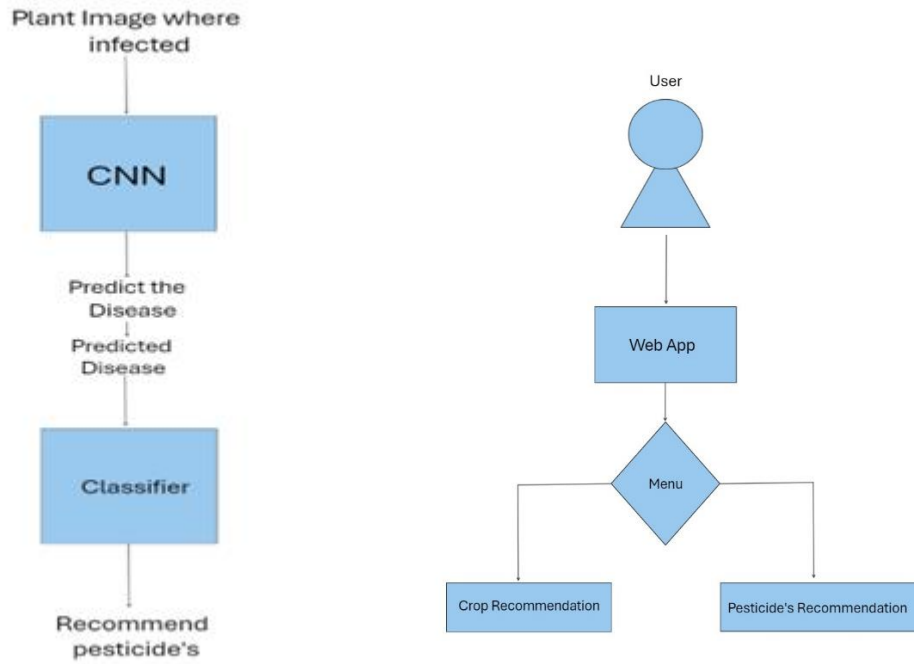 Plant Image where
infected
CNN
Predict the
Disease
Predicted
Disease
Classifier
Recommend
pesticide's
User
Web App
Menu
Crop Recommendation
Pesticide's Recommendation